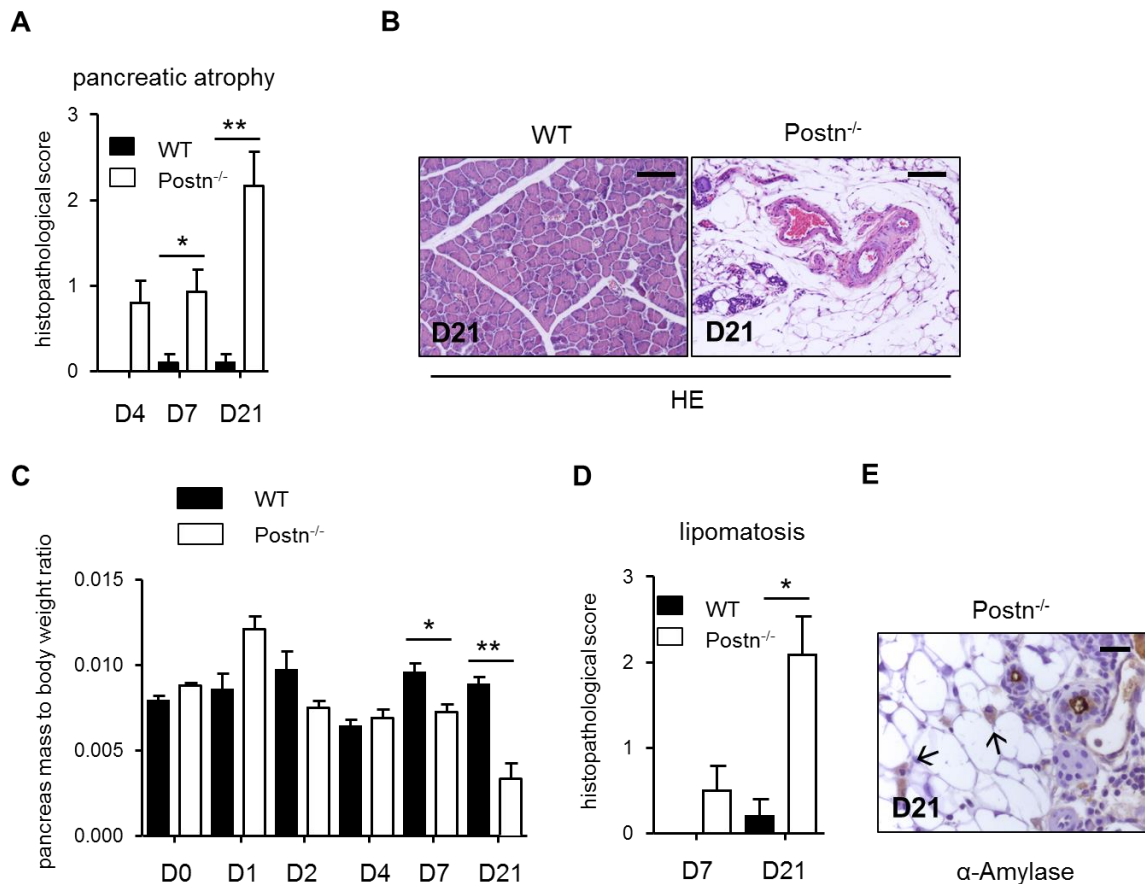 A
pancreatic atrophy
histopathological score
3
2
1
0
WT
Postn⁻/⁻
*
**
D4 D7 D21
B
WT Postn⁻/⁻
D21 D21
HE
C
WT
Postn⁻/⁻
pancreas mass to body weight ratio
0.015
0.010
0.005
0.000
*
**
D0 D1 D2 D4 D7 D21
D
lipomatosis
histopathological score
3
2
1
0
WT
Postn⁻/⁻
*
D7 D21
E
Postn⁻/⁻
D21
α-Amylase